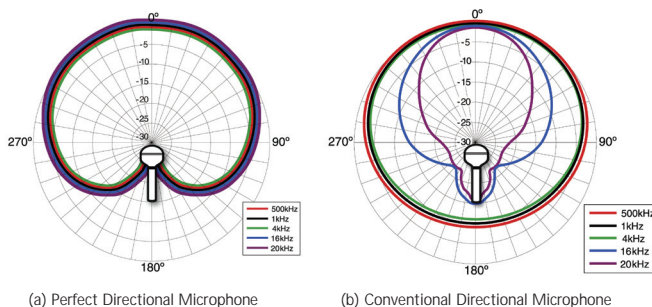 0º
-5
-10
-15
-20
-25
-30
270º
90º
180º
500kHz
1kHz
4kHz
16kHz
20kHz
(a) Perfect Directional Microphone
0º
-5
-10
-15
-20
-25
-30
270º
90º
180º
500kHz
1kHz
4kHz
16kHz
20kHz
(b) Conventional Directional Microphone